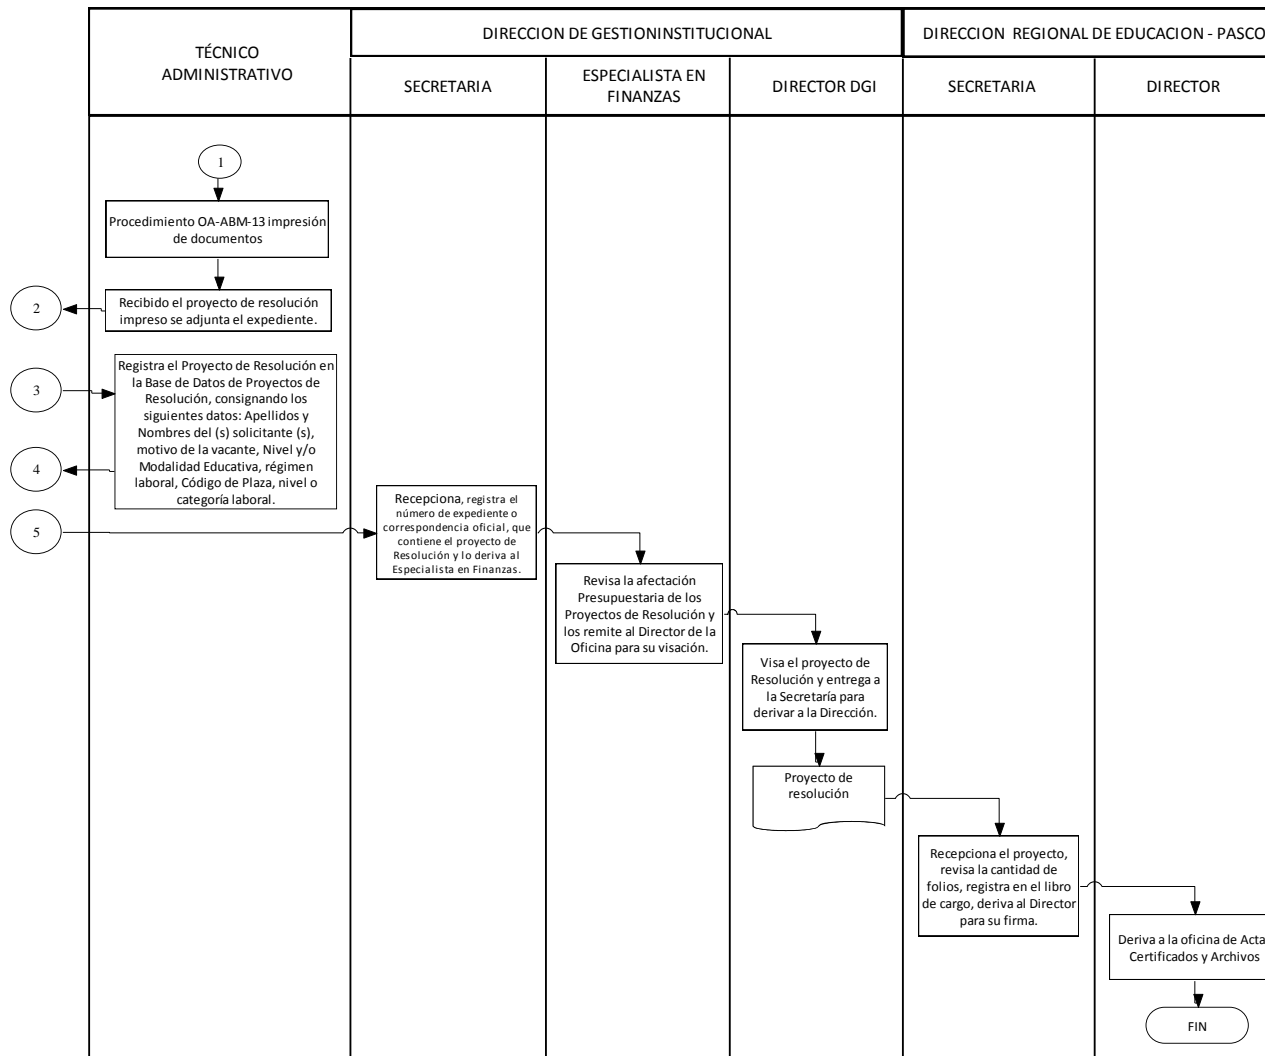 TÉCNICO
ADMINISTRATIVO
DIRECCION DE GESTIONINSTITUCIONAL
DIRECCION REGIONAL DE EDUCACION - PASCO
SECRETARIA
ESPECIALISTA EN
FINANZAS
DIRECTOR DGI
SECRETARIA
DIRECTOR
1
Procedimiento OA-ABM-13 impresión
de documentos
2
Recibido el proyecto de resolución
impreso se adjunta el expediente.
3
Registra el Proyecto de Resolución en
la Base de Datos de Proyectos de
Resolución, consignando los
siguientes datos: Apellidos y
Nombres del (s) solicitante (s),
motivo de la vacante, Nivel y/o
Modalidad Educativa, régimen
laboral, Código de Plaza, nivel o
categoría laboral.
4
5
Recepciona, registra el
número de expediente o
correspondencia oficial, que
contiene el proyecto de
Resolución y lo deriva al
Especialista en Finanzas.
Revisa la afectación
Presupuestaria de los
Proyectos de Resolución y
los remite al Director de la
Oficina para su visación.
Visa el proyecto de
Resolución y entrega a
la Secretaría para
derivar a la Dirección.
Proyecto de
resolución
Recepciona el proyecto,
revisa la cantidad de
folios, registra en el libro
de cargo, deriva al Director
para su firma.
Deriva a la oficina de Acta
Certificados y Archivos
FIN